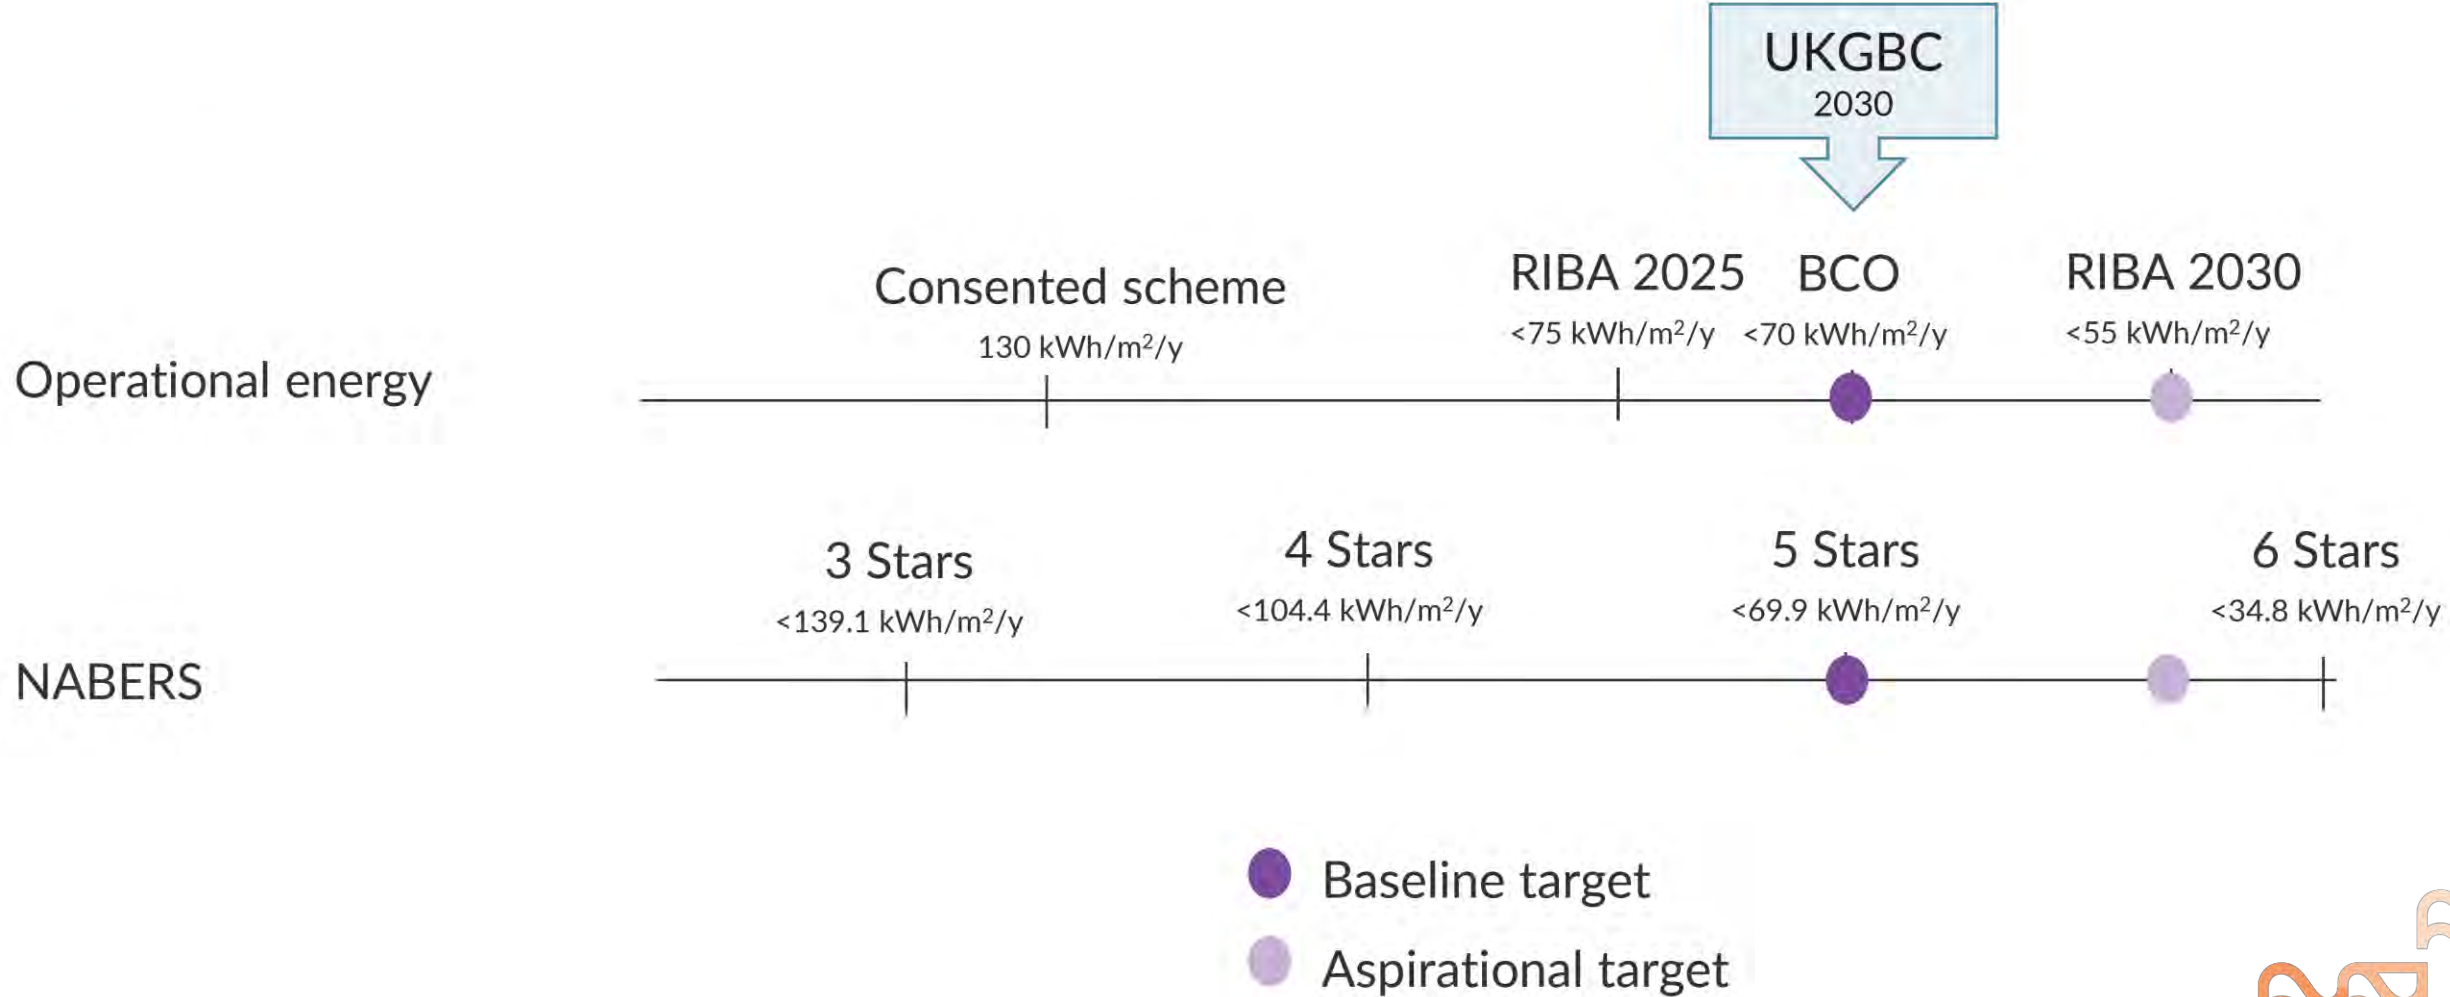 UKGBC
2030
Consented scheme
130 kWh/m²/y
RIBA 2025
<75 kWh/m²/y
BCO
<70 kWh/m²/y
RIBA 2030
<55 kWh/m²/y
Operational energy
3 Stars
<139.1 kWh/m²/y
4 Stars
<104.4 kWh/m²/y
5 Stars
<69.9 kWh/m²/y
6 Stars
<34.8 kWh/m²/y
NABERS
Baseline target
Aspirational target